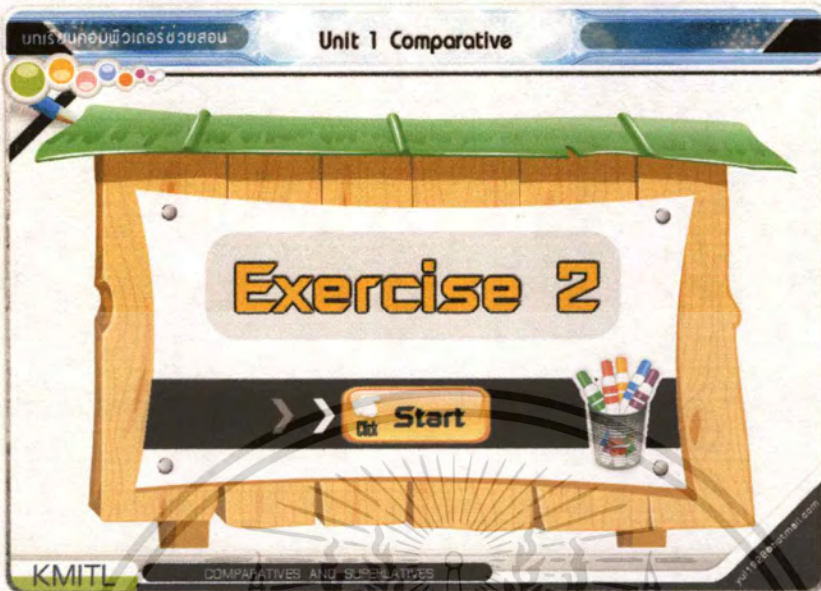 บทเรียนคอมพิวเตอร์ช่วยสอน
Unit 1 Comparative
Exercise 2
Click Start
KMITL
COMPARATIVES AND SUPERLATIVES